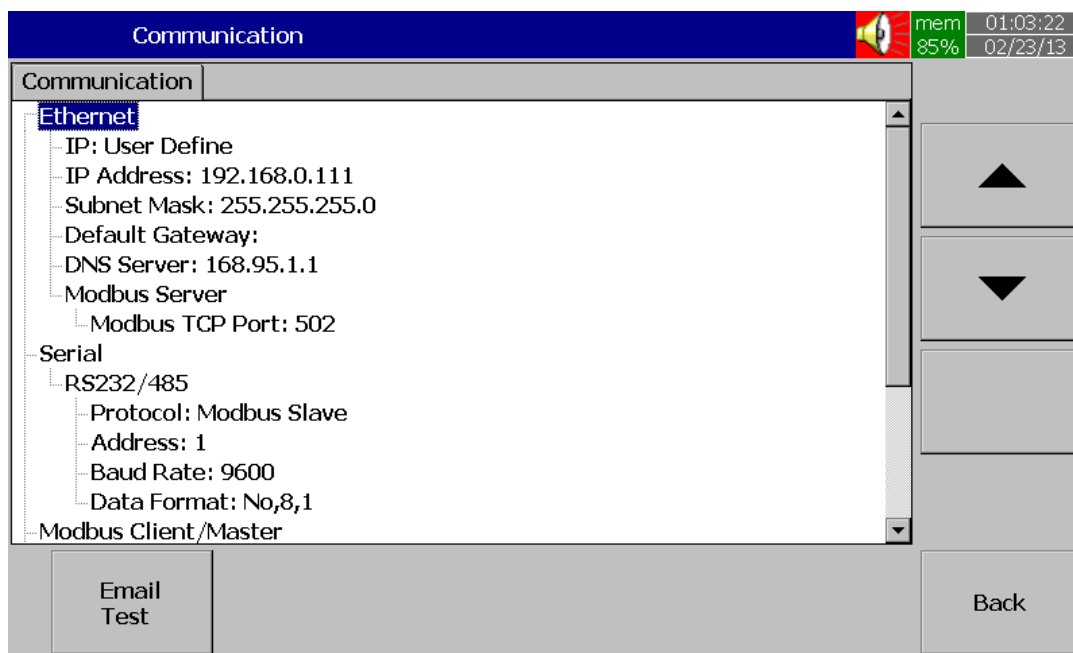 Communication
mem 01:03:22
85% 02/23/13
Communication
Ethernet
IP: User Define
IP Address: 192.168.0.111
Subnet Mask: 255.255.255.0
Default Gateway:
DNS Server: 168.95.1.1
Modbus Server
Modbus TCP Port: 502
Serial
RS232/485
Protocol: Modbus Slave
Address: 1
Baud Rate: 9600
Data Format: No,8,1
Modbus Client/Master
Email
Test
Back